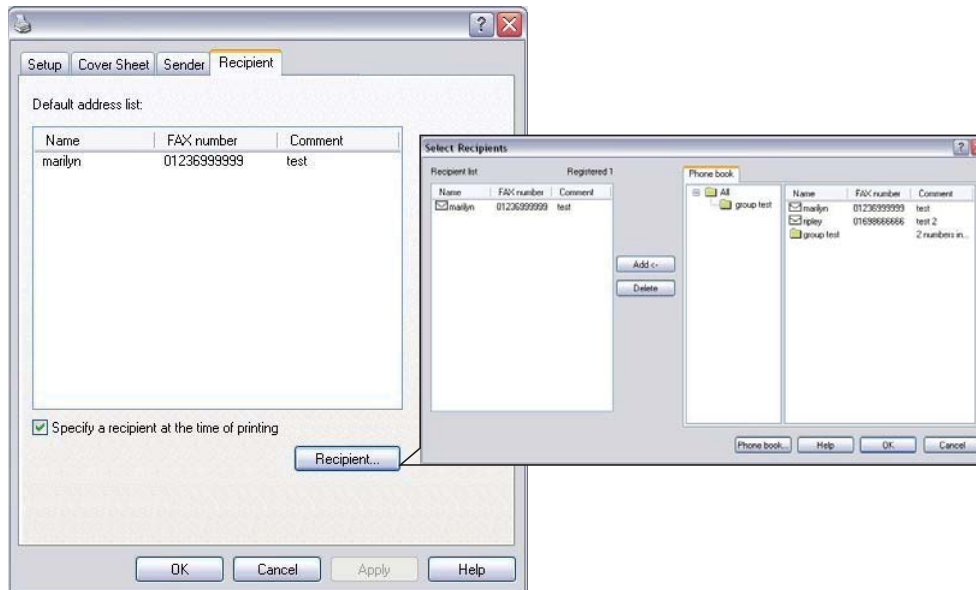 ?
Setup Cover Sheet Sender Recipient
Default address list:
Name FAX number Comment
marilyn 01236999999 test
Specify a recipient at the time of printing
Recipient...
OK Cancel Apply Help
Select Recipients ?
Recipient list Registered 1
Name FAX number Comment
marilyn 01236999999 test
Add <-
Delete
Phone book
All
group test
Name FAX number Comment
marilyn 01236999999 test
ripley 01698666666 test 2
group test 2 numbers in...
Phone book... Help OK Cancel